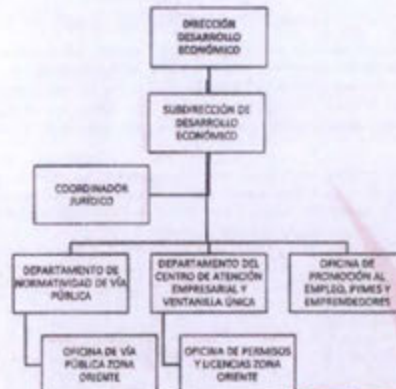 DIRECCIÓN
DESARROLLO
ECONÓMICO
SUBDIRECCIÓN DE
DESARROLLO
ECONÓMICO
COORDINADOR
JURÍDICO
DEPARTAMENTO DE
NORMATIVIDAD DE VÍA
PÚBLICA
DEPARTAMENTO DEL
CENTRO DE ATENCIÓN
EMPRESARIAL Y
VENTANILLA ÚNICA
OFICINA DE
PROMOCIÓN AL
EMPLEO, PYMES Y
EMPRENDEDORES
OFICINA DE VÍA
PÚBLICA ZONA
ORIENTE
OFICINA DE PERMISOS
Y LICENCIAS ZONA
ORIENTE